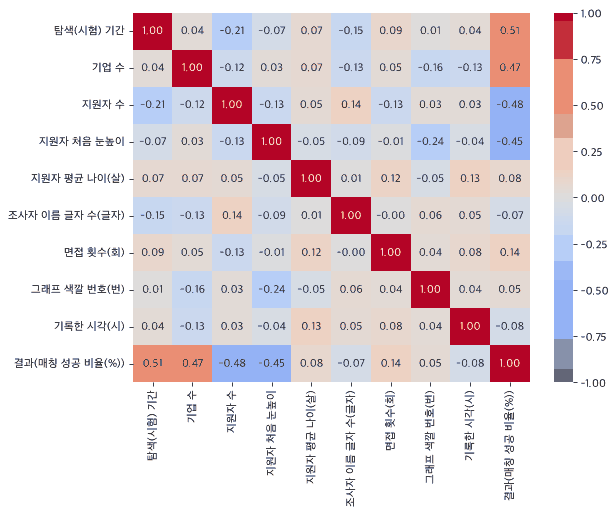 탐색(시험) 기간 1.00 0.04 -0.21 -0.07 0.07 -0.15 0.09 0.01 0.04 0.51
기업 수 0.04 1.00 -0.12 0.03 0.07 -0.13 0.05 -0.16 -0.13 0.47
지원자 수 -0.21 -0.12 1.00 -0.13 0.05 0.14 -0.13 0.03 0.03 -0.48
지원자 처음 눈높이 -0.07 0.03 -0.13 1.00 -0.05 -0.09 -0.01 -0.24 -0.04 -0.45
지원자 평균 나이(살) 0.07 0.07 0.05 -0.05 1.00 0.01 0.12 -0.05 0.13 0.08
조사자 이름 글자 수(글자) -0.15 -0.13 0.14 -0.09 0.01 1.00 -0.00 0.06 0.05 -0.07
면접 횟수(회) 0.09 0.05 -0.13 -0.01 0.12 -0.00 1.00 0.04 0.08 0.14
그래프 색깔 번호(번) 0.01 -0.16 0.03 -0.24 -0.05 0.06 0.04 1.00 0.04 0.05
기록한 시각(시) 0.04 -0.13 0.03 -0.04 0.13 0.05 0.08 0.04 1.00 -0.08
결과(매칭 성공 비율(%)) 0.51 0.47 -0.48 -0.45 0.08 -0.07 0.14 0.05 -0.08 1.00
탐색(시험) 기간
기업 수
지원자 수
지원자 처음 눈높이
지원자 평균 나이(살)
조사자 이름 글자 수(글자)
면접 횟수(회)
그래프 색깔 번호(번)
기록한 시각(시)
결과(매칭 성공 비율(%))
1.00
0.75
0.50
0.25
0.00
-0.25
-0.50
-0.75
-1.00